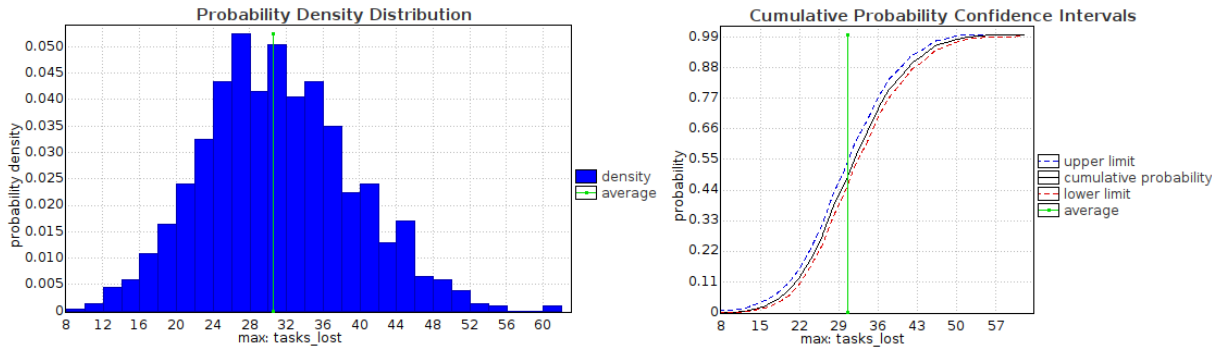 Probability Density Distribution
0.050
0.045
0.040
0.035
0.030
0.025
0.020
0.015
0.010
0.005
0
probability density
8 12 16 20 24 28 32 36 40 44 48 52 56 60
max: tasks_lost
density
average
Cumulative Probability Confidence Intervals
0.99
0.88
0.77
0.66
0.55
0.44
0.33
0.22
0.11
0
probability
8 15 22 29 36 43 50 57
max: tasks_lost
upper limit
cumulative probability
lower limit
average